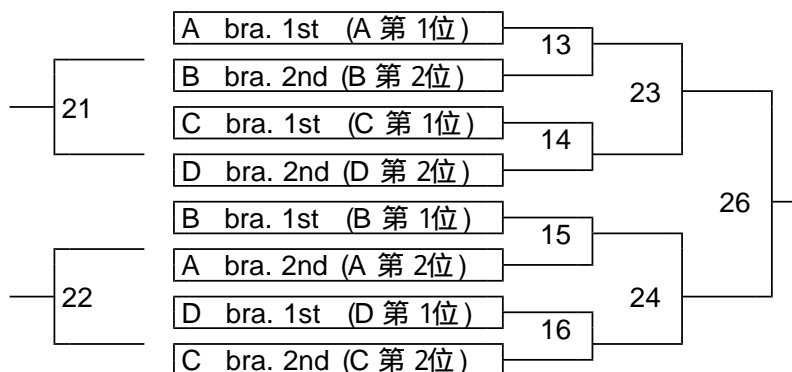 A bra. 1st (A 第 1位)
13
B bra. 2nd (B 第 2位)
21
23
C bra. 1st (C 第 1位)
14
D bra. 2nd (D 第 2位)
26
B bra. 1st (B 第 1位)
15
A bra. 2nd (A 第 2位)
22
24
D bra. 1st (D 第 1位)
16
C bra. 2nd (C 第 2位)